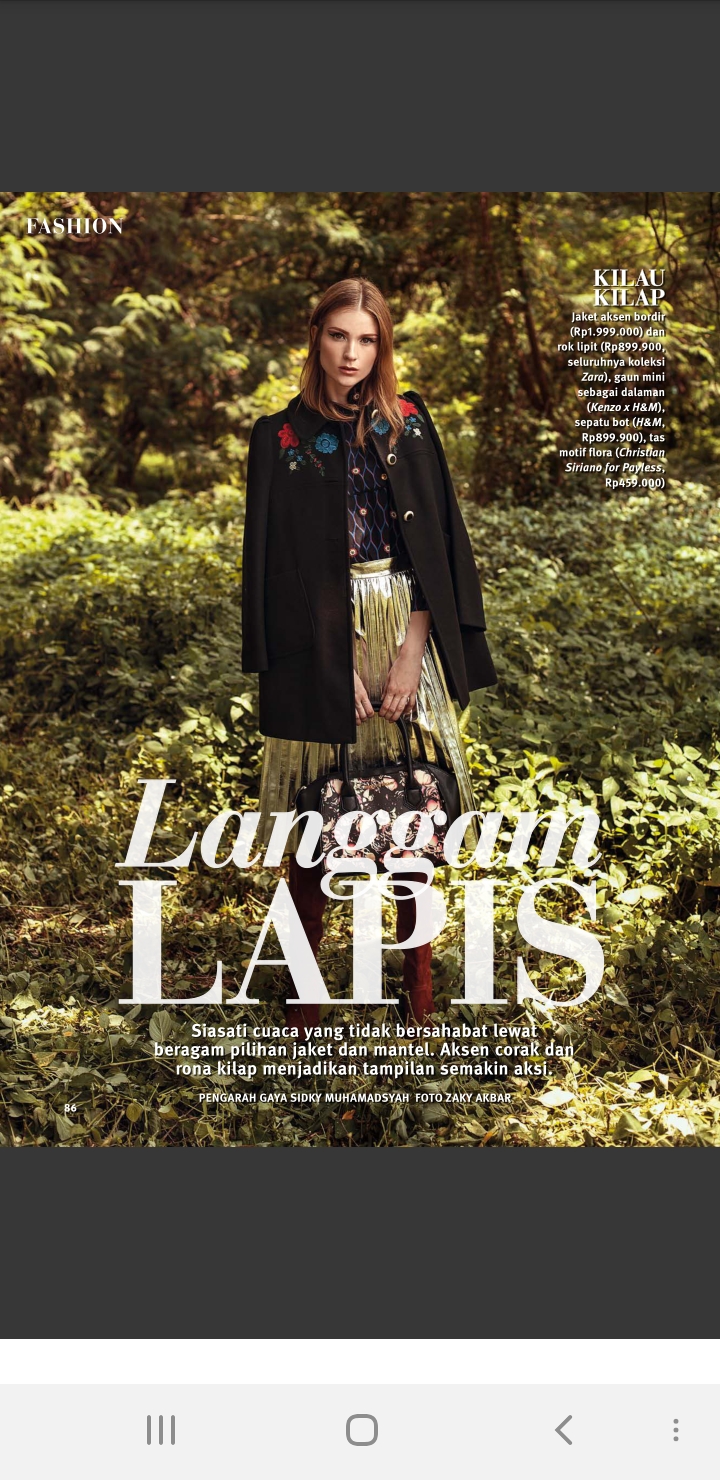 FASHION
KILAU
KILAP
Jaket aksen bordir
(Rp1.999.000) dan
rok lipit (Rp899.900,
seluruhnya koleksi
Zara), gaun mini
sebagai dalaman
(Kenzo x H&M),
sepatu bot (H&M,
Rp899.900), tas
motif flora (Christian
Siriano for Payless,
Rp459.000)
Langgam
LAPIS
Siasati cuaca yang tidak bersahabat lewat
beragam pilihan jaket dan mantel. Aksen corak dan
rona kilap menjadikan tampilan semakin aksi.
PENGARAH GAYA SIDKY MUHAMADSYAH FOTO ZAKY AKBAR
86